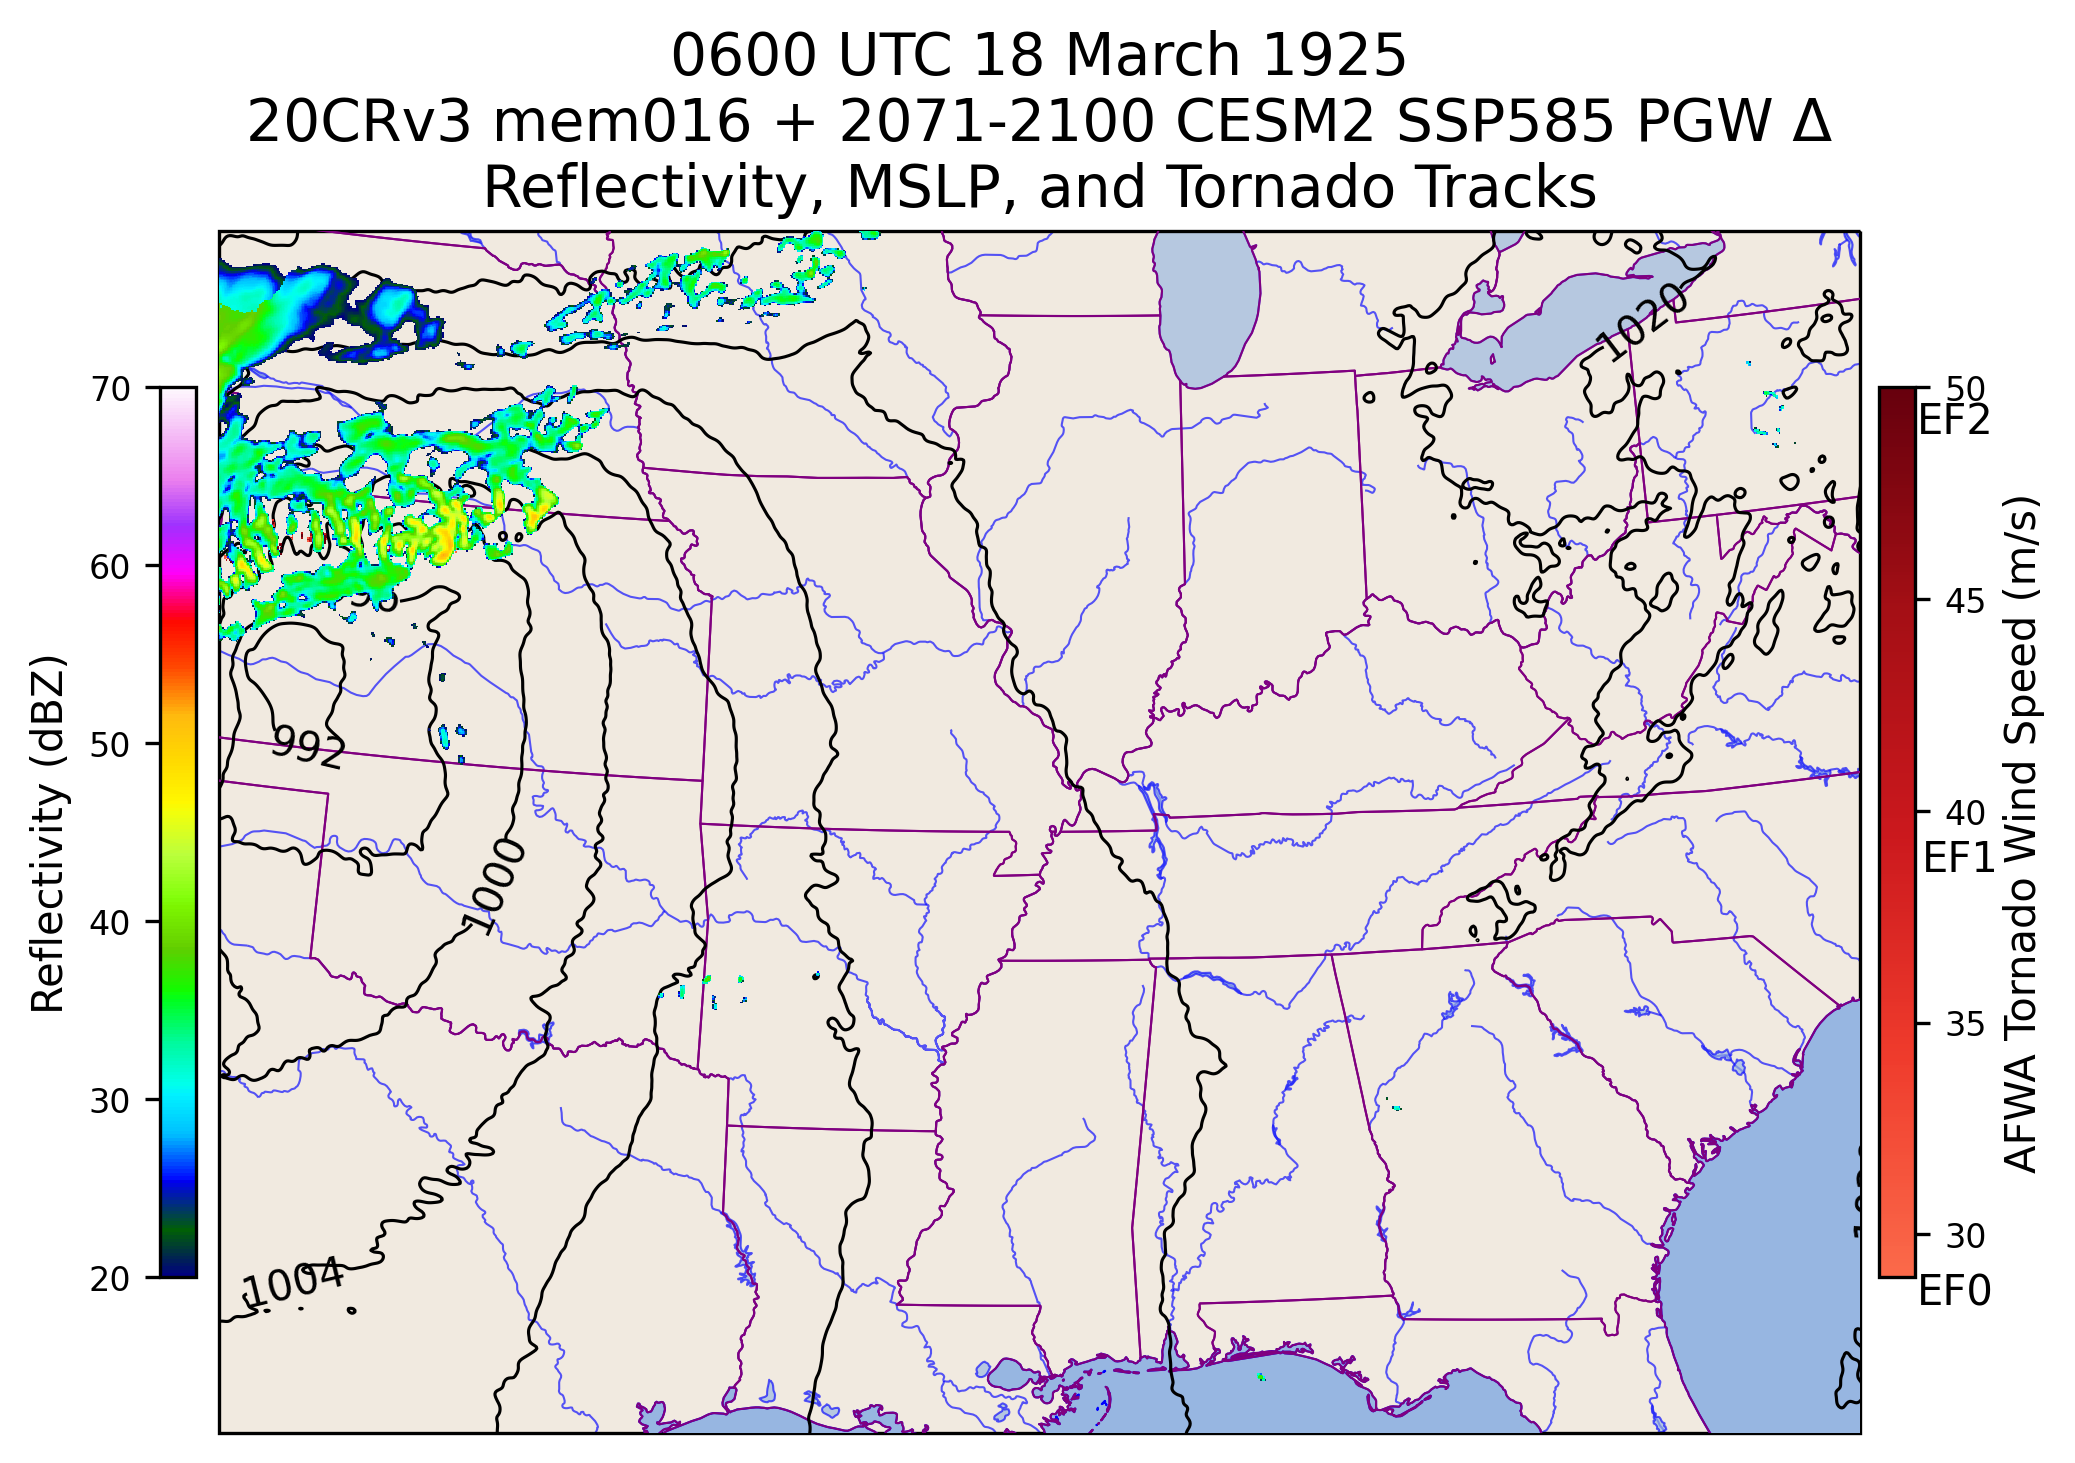 0600 UTC 18 March 1925
20CRv3 mem016 + 2071-2100 CESM2 SSP585 PGW Δ
Reflectivity, MSLP, and Tornado Tracks
70
60
50
40
30
20
Reflectivity (dBZ)
1020
992
1000
1004
50
EF2
45
40
EF1
35
30
EF0
AFWA Tornado Wind Speed (m/s)